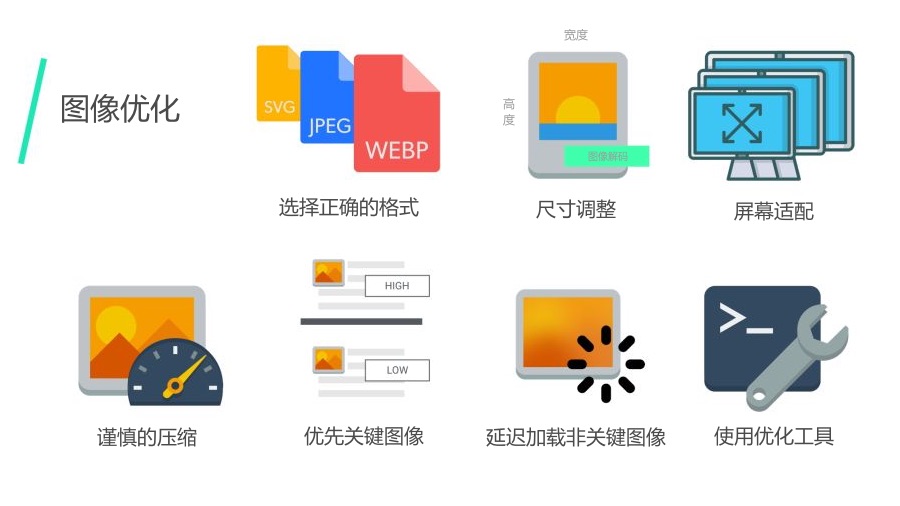 图像优化
SVG
JPEG
WEBP
选择正确的格式
宽度
高
度
图像解码
尺寸调整
屏幕适配
谨慎的压缩
HIGH
LOW
优先关键图像
延迟加载非关键图像
>_
使用优化工具